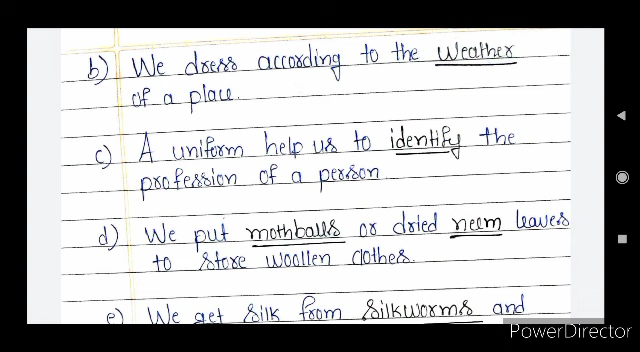 b) We dress according to the weather
of a place.
c) A uniform help us to identify the
profession of a person
d) We put mothballs or dried neem leaves
to store woollen clothes.
e) We get silk from silkworms and
PowerDirector